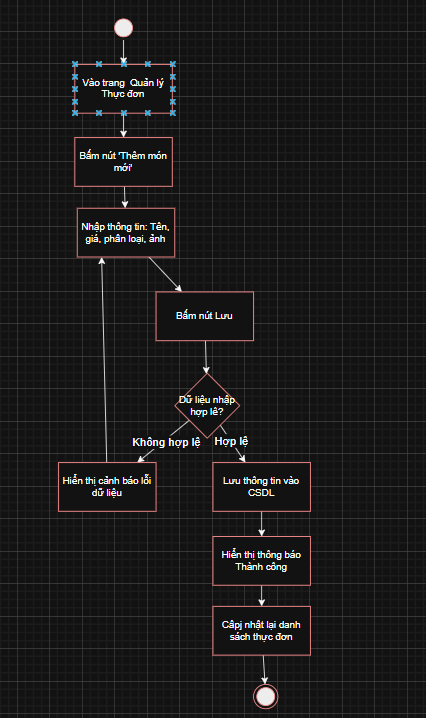 Vào trang  Quản lý
Thực đơn
Bấm nút 'Thêm món
mới'
Nhập thông tin: Tên,
giá, phân loại, ảnh
Bấm nút Lưu
Dữ liệu nhập
hợp lê?
Không hợp lệ
Hợp lệ
Hiển thị cảnh báo lỗi
dữ liệu
Lưu thông tin vào
CSDL
Hiển thị thông báo
Thành công
Câpj nhật lại danh
sách thực đơn